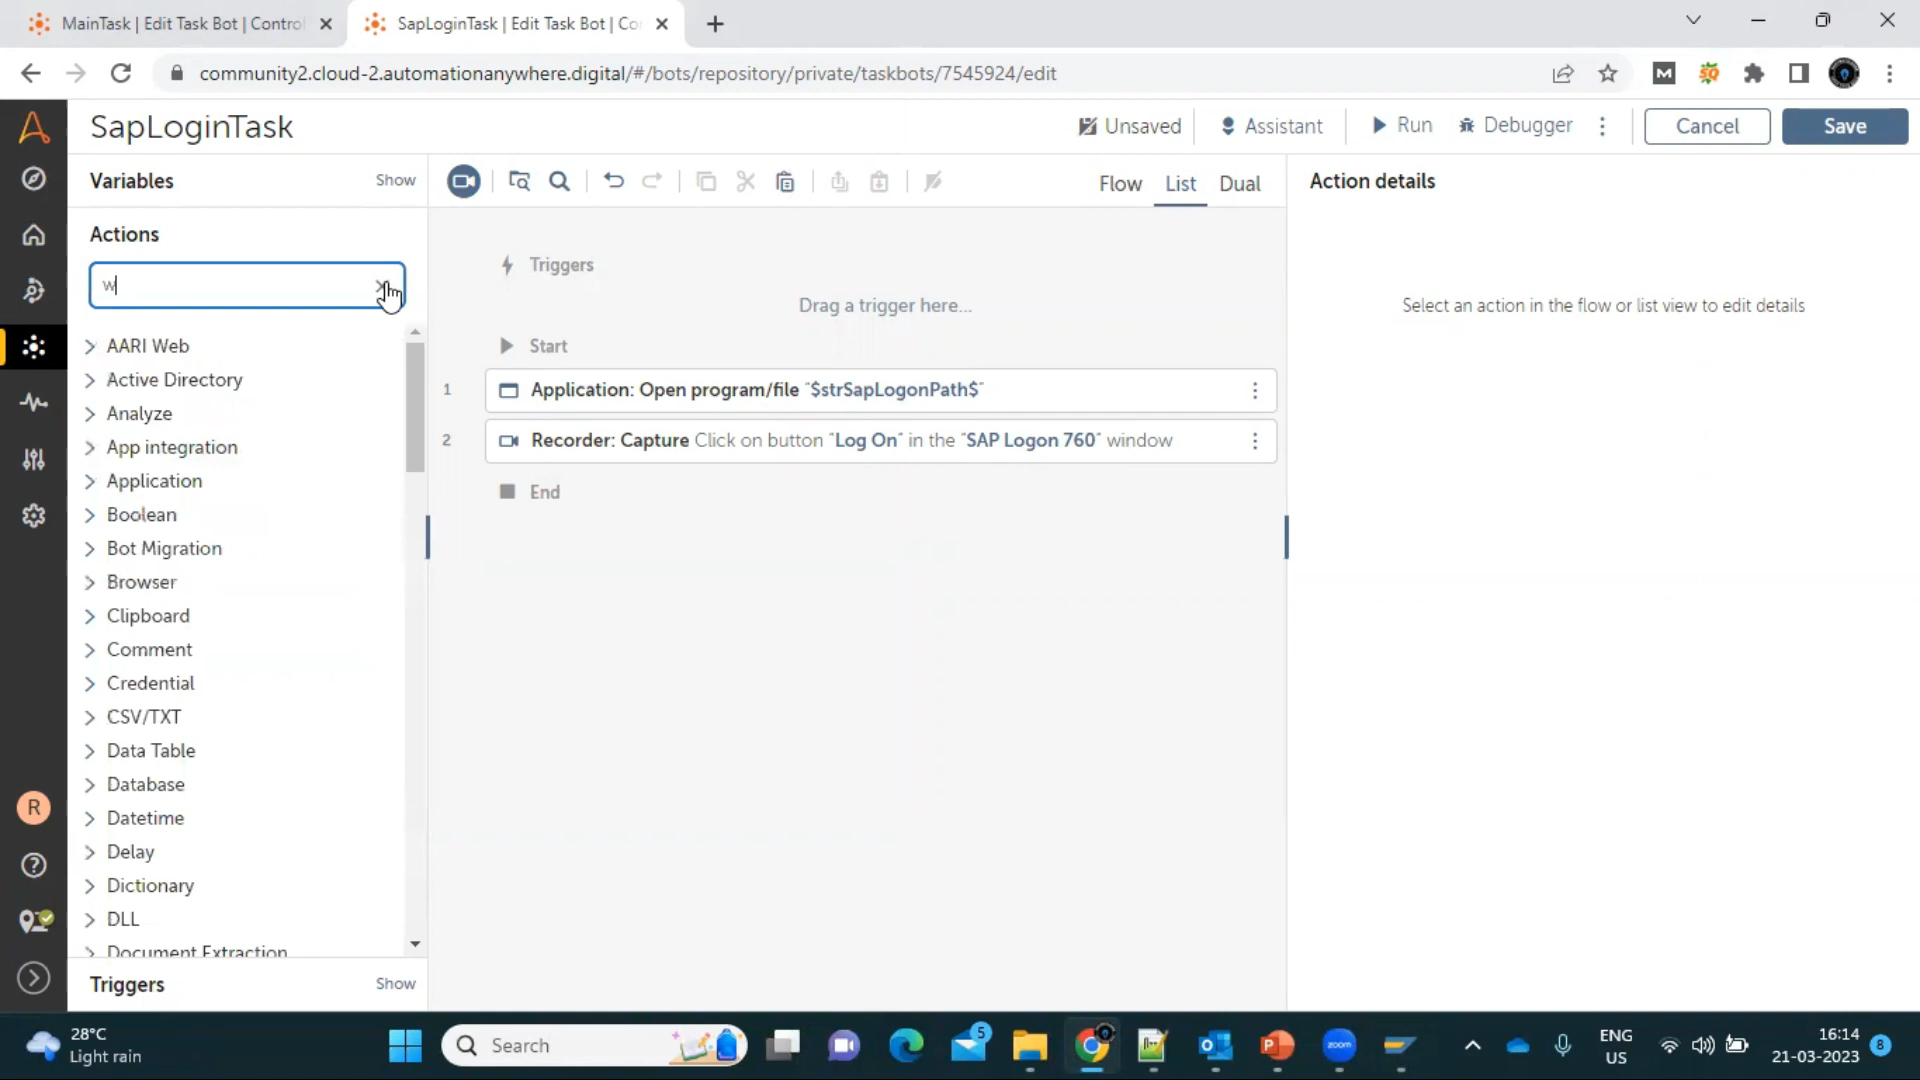 MainTask | Edit Task Bot | Control
SapLoginTask | Edit Task Bot | Co
community2.cloud-2.automationanywhere.digital/#/bots/repository/private/taskbots/7545924/edit
SapLoginTask
Unsaved
Assistant
Run
Debugger
Cancel
Save
Variables
Show
Flow
List
Dual
Action details
Actions
w
Select an action in the flow or list view to edit details
AARI Web
Active Directory
Analyze
App integration
Application
Boolean
Bot Migration
Browser
Clipboard
Comment
Credential
CSV/TXT
Data Table
Database
Datetime
Delay
Dictionary
DLL
Document Extraction
Triggers
Show
Triggers
Drag a trigger here...
Start
1 Application: Open program/file "$strSapLogonPath$"
2 Recorder: Capture Click on button "Log On" in the "SAP Logon 760" window
End
R
28°C
Light rain
Search
5
zoom
ENG
US
16:14
21-03-2023
8